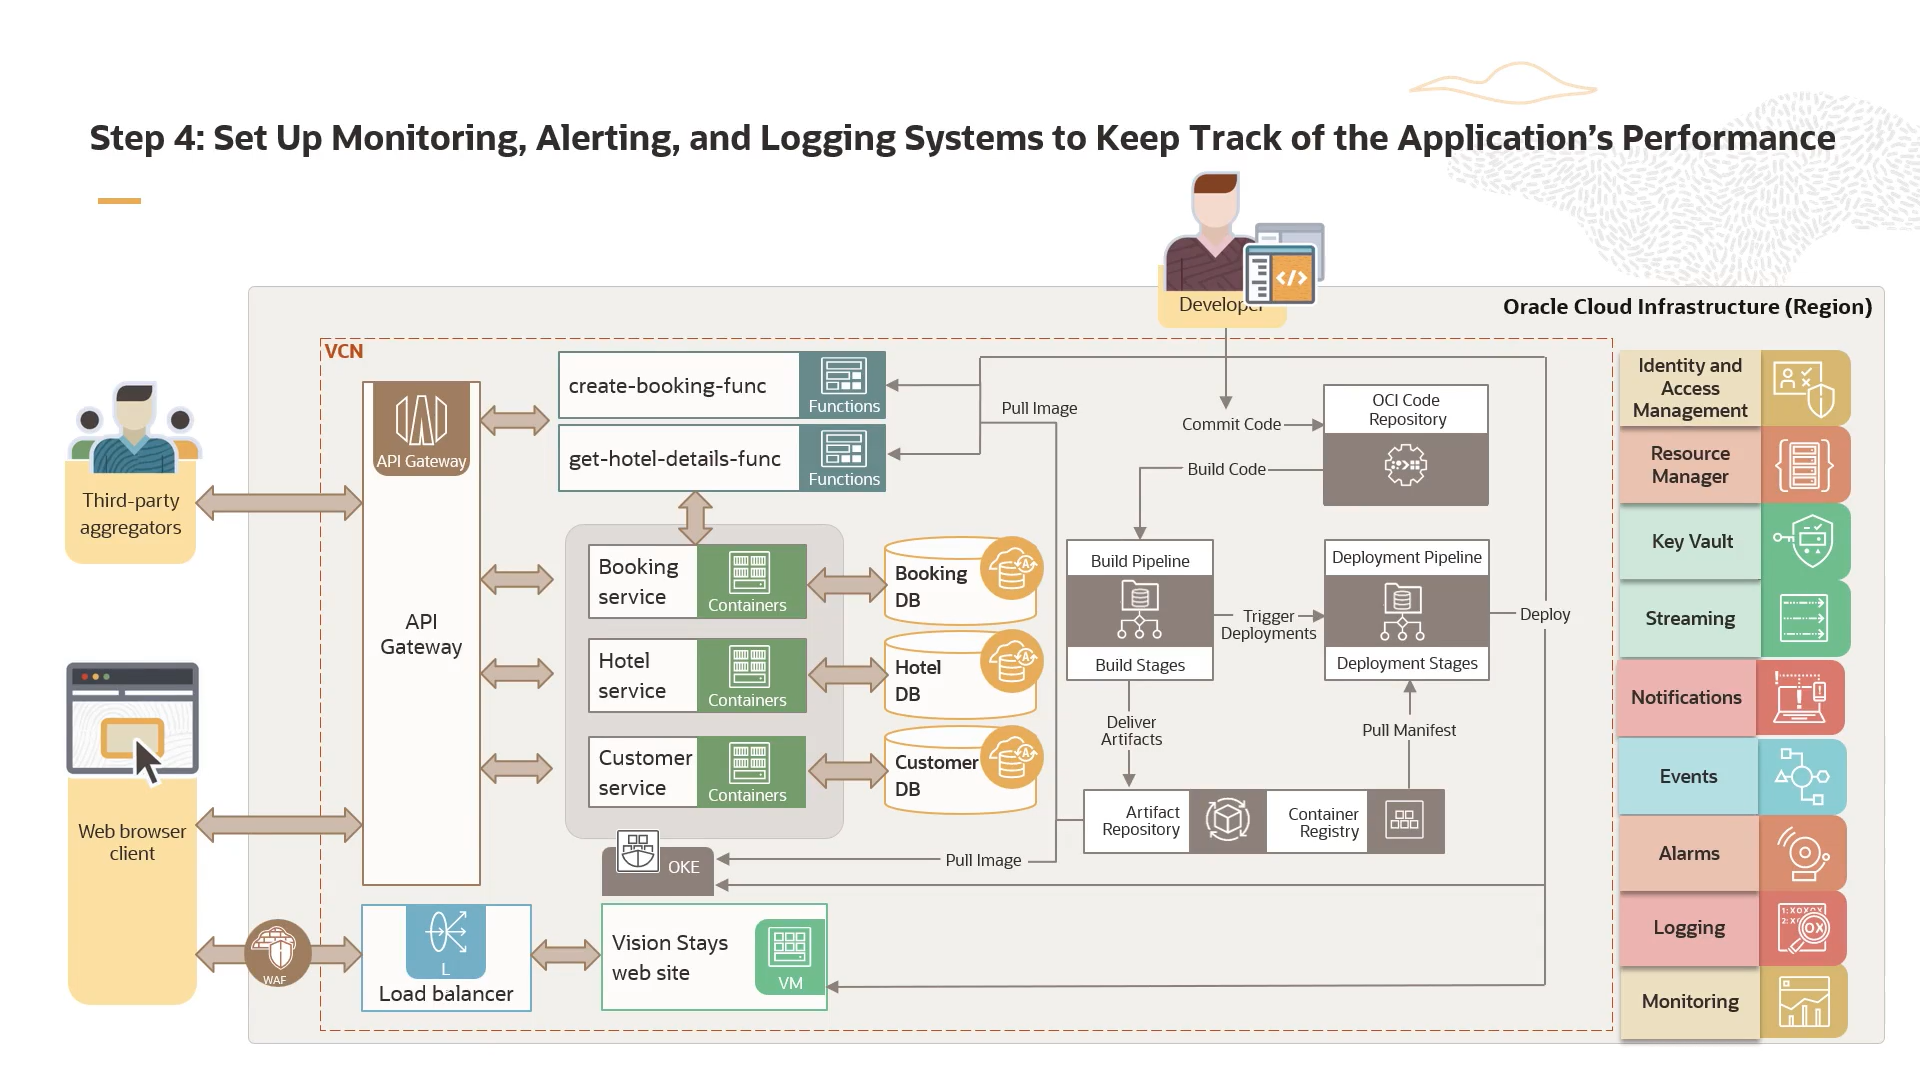 Step 4: Set Up Monitoring, Alerting, and Logging Systems to Keep Track of the Application’s Performance
Developer
Oracle Cloud Infrastructure (Region)
VCN
Third-party
aggregators
Web browser
client
WAF
API Gateway
API
Gateway
L
Load balancer
create-booking-func
Functions
get-hotel-details-func
Functions
Booking
service
Containers
Hotel
service
Containers
Customer
service
Containers
OKE
Vision Stays
web site
VM
Booking
DB
Hotel
DB
Customer
DB
Pull Image
Pull Image
Commit Code
OCI Code
Repository
Build Code
Build Pipeline
Build Stages
Trigger
Deployments
Deployment Pipeline
Deployment Stages
Deploy
Deliver
Artifacts
Pull Manifest
Artifact
Repository
Container
Registry
Identity and
Access
Management
Resource
Manager
Key Vault
Streaming
Notifications
Events
Alarms
Logging
1: XOXOX
2: X
OX
Monitoring